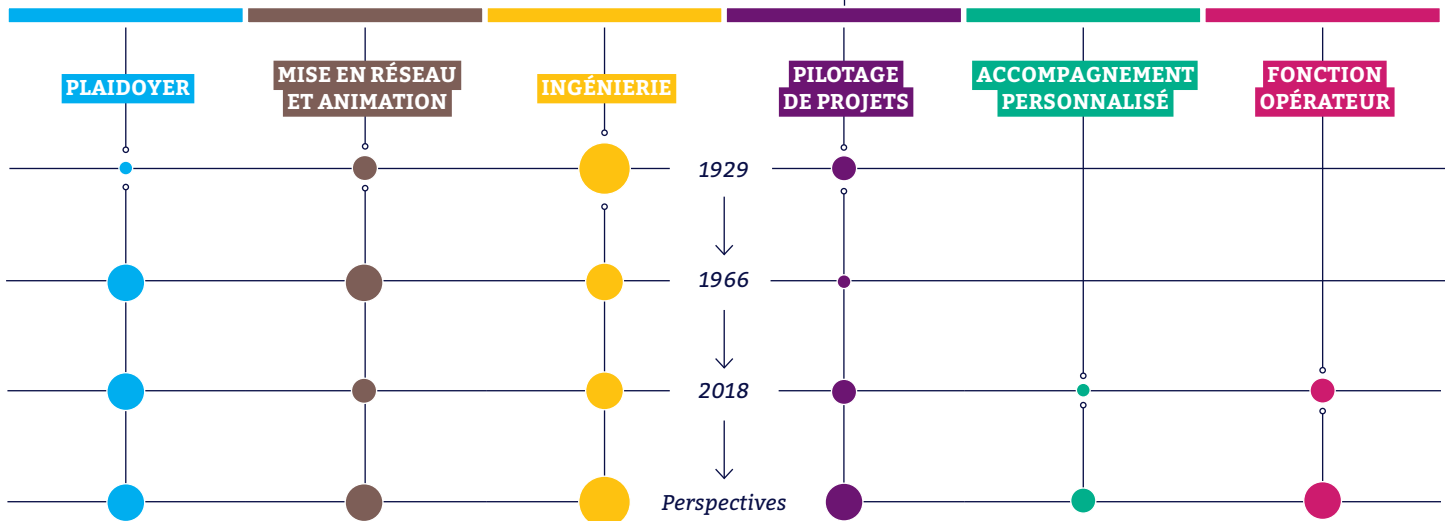 PLAIDOYER
MISE EN RÉSEAU
ET ANIMATION
INGÉNIERIE
PILOTAGE
DE PROJETS
ACCOMPAGNEMENT
PERSONNALISÉ
FONCTION
OPÉRATEUR
1929
1966
2018
Perspectives